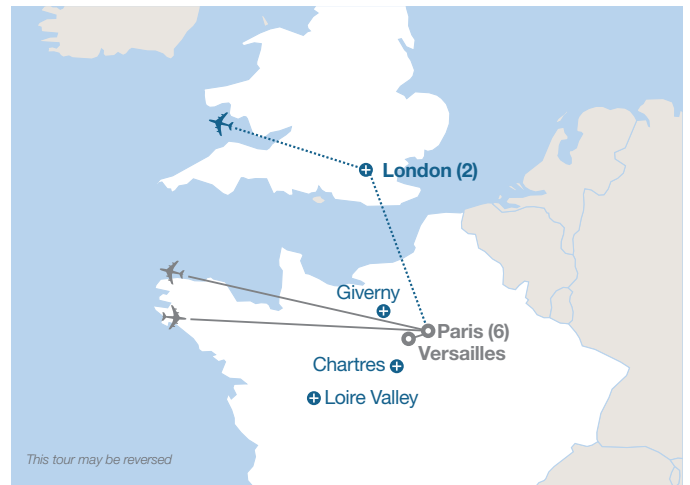 London (2)
Giverny
Paris (6)
Versailles
Chartres
Loire Valley
This tour may be reversed